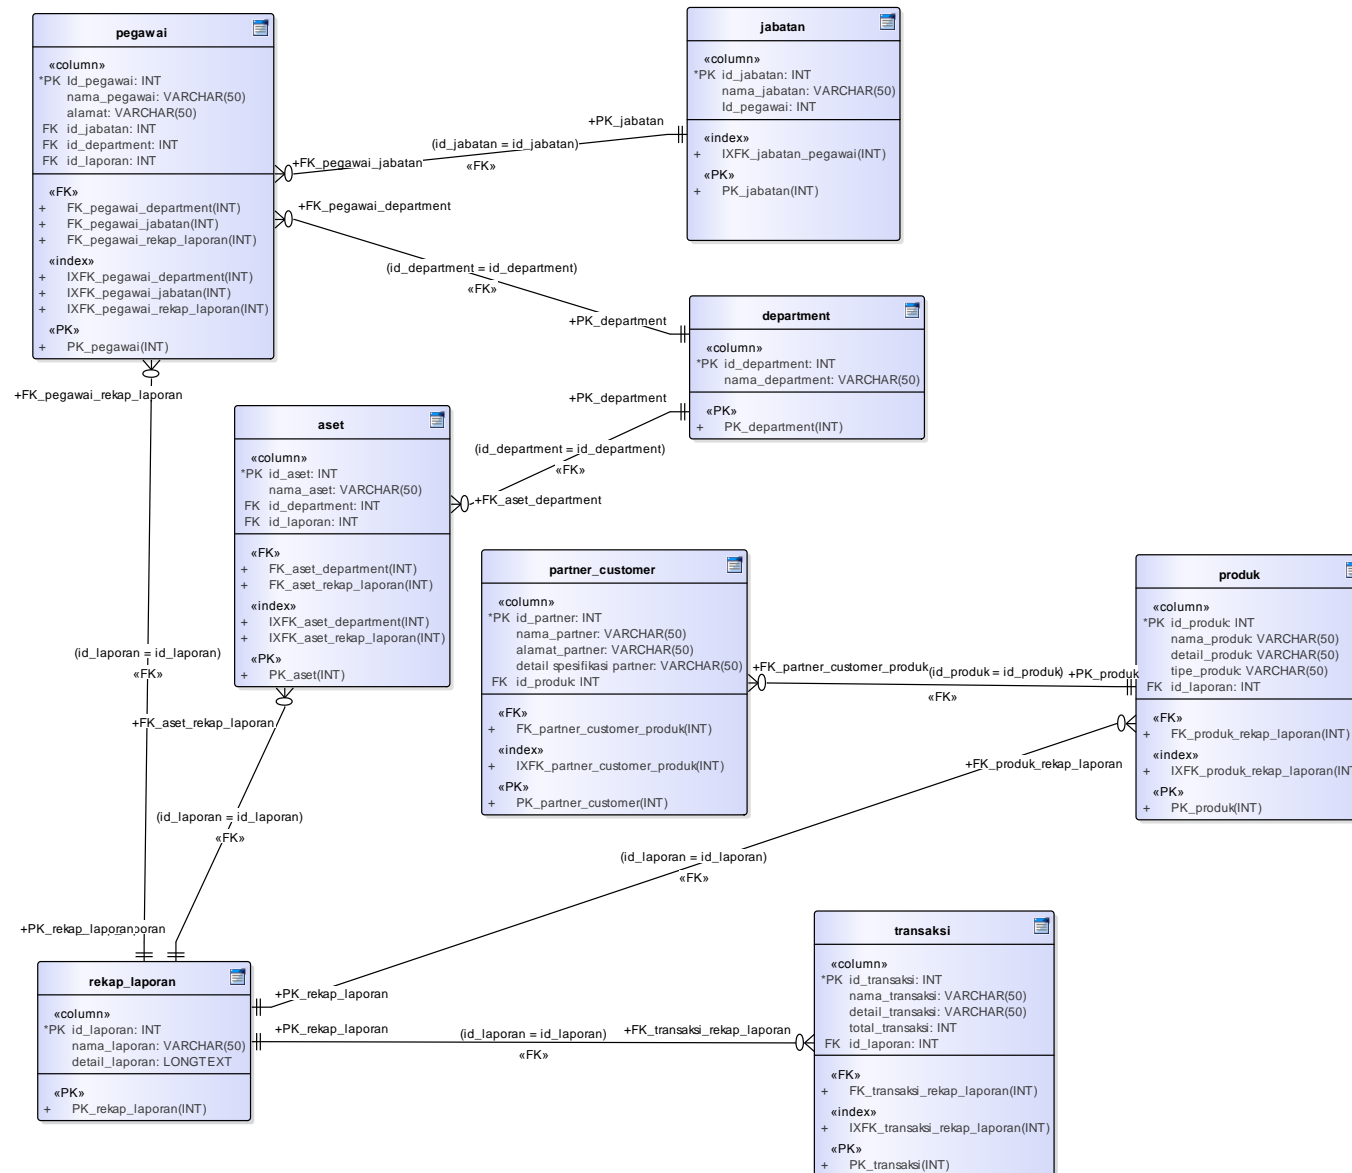 pegawai
«column»
*PK Id_pegawai: INT
nama_pegawai: VARCHAR(50)
alamat: VARCHAR(50)
FK id_jabatan: INT
FK id_department: INT
FK id_laporan: INT
«FK»
+ FK_pegawai_department(INT)
+ FK_pegawai_jabatan(INT)
+ FK_pegawai_rekap_laporan(INT)
«index»
+ IXFK_pegawai_department(INT)
+ IXFK_pegawai_jabatan(INT)
+ IXFK_pegawai_rekap_laporan(INT)
«PK»
+ PK_pegawai(INT)
jabatan
«column»
*PK id_jabatan: INT
nama_jabatan: VARCHAR(50)
Id_pegawai: INT
«index»
+ IXFK_jabatan_pegawai(INT)
«PK»
+ PK_jabatan(INT)
+PK_jabatan
(id_jabatan = id_jabatan)
+FK_pegawai_jabatan
«FK»
+FK_pegawai_department
(id_department = id_department)
«FK»
+PK_department
department
«column»
*PK id_department: INT
nama_department: VARCHAR(50)
«PK»
+ PK_department(INT)
+PK_department
(id_department = id_department)
«FK»
+FK_aset_department
+FK_pegawai_rekap_laporan
aset
«column»
*PK id_aset: INT
nama_aset: VARCHAR(50)
FK id_department: INT
FK id_laporan: INT
«FK»
+ FK_aset_department(INT)
+ FK_aset_rekap_laporan(INT)
«index»
+ IXFK_aset_department(INT)
+ IXFK_aset_rekap_laporan(INT)
«PK»
+ PK_aset(INT)
(id_laporan = id_laporan)
«FK»
+FK_aset_rekap_laporan
(id_laporan = id_laporan)
«FK»
partner_customer
«column»
*PK id_partner: INT
nama_partner: VARCHAR(50)
alamat_partner: VARCHAR(50)
detail spesifikasi partner: VARCHAR(50)
FK id_produk: INT
«FK»
+ FK_partner_customer_produk(INT)
«index»
+ IXFK_partner_customer_produk(INT)
«PK»
+ PK_partner_customer(INT)
+FK_partner_customer_produk
(id_produk = id_produk)
+PK_produk
«FK»
produk
«column»
*PK id_produk: INT
nama_produk: VARCHAR(50)
detail_produk: VARCHAR(50)
tipe_produk: VARCHAR(50)
FK id_laporan: INT
«FK»
+ FK_produk_rekap_laporan(INT)
«index»
+ IXFK_produk_rekap_laporan(INT
«PK»
+ PK_produk(INT)
+FK_produk_rekap_laporan
(id_laporan = id_laporan)
«FK»
+PK_rekap_laporan
rekap_laporan
«column»
*PK id_laporan: INT
nama_laporan: VARCHAR(50)
detail_laporan: LONGTEXT
«PK»
+ PK_rekap_laporan(INT)
+PK_rekap_laporan
+PK_rekap_laporan
(id_laporan = id_laporan)
+FK_transaksi_rekap_laporan
«FK»
transaksi
«column»
*PK id_transaksi: INT
nama_transaksi: VARCHAR(50)
detail_transaksi: VARCHAR(50)
total_transaksi: INT
FK id_laporan: INT
«FK»
+ FK_transaksi_rekap_laporan(INT)
«index»
+ IXFK_transaksi_rekap_laporan(INT)
«PK»
+ PK_transaksi(INT)